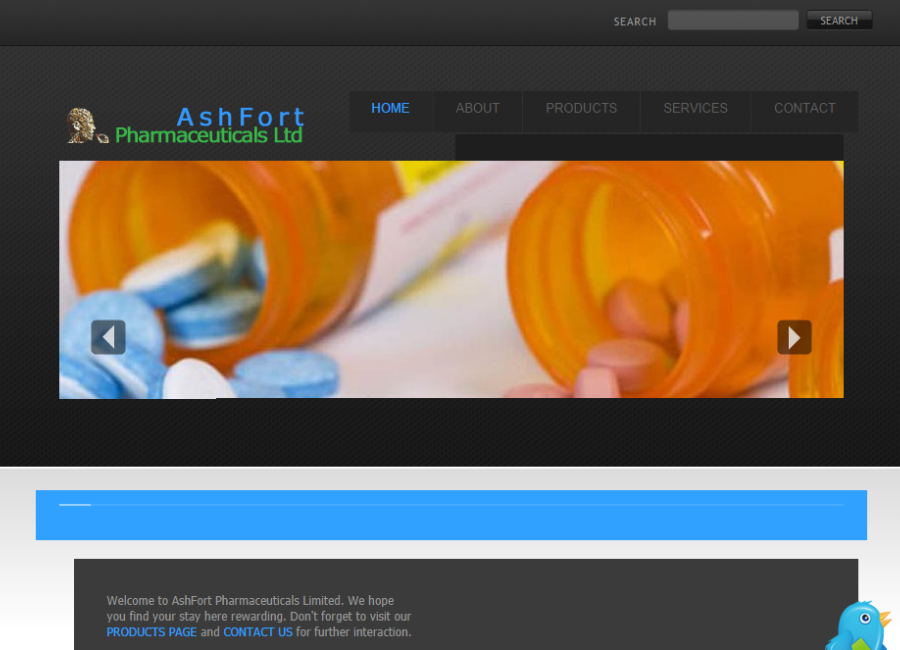 SEARCH SEARCH
AshFort
Pharmaceuticals Ltd
HOME ABOUT PRODUCTS SERVICES CONTACT
Welcome to AshFort Pharmaceuticals Limited. We hope
you find your stay here rewarding. Don't forget to visit our
PRODUCTS PAGE and CONTACT US for further interaction.